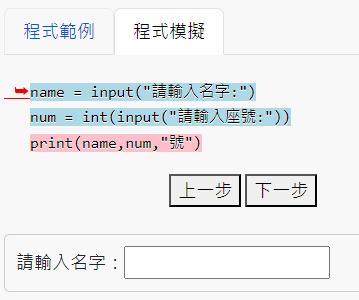 程式範例 程式模擬
name = input("請輸入名字:")
num = int(input("請輸入座號:"))
print(name,num,"號")
上一步 下一步
請輸入名字：